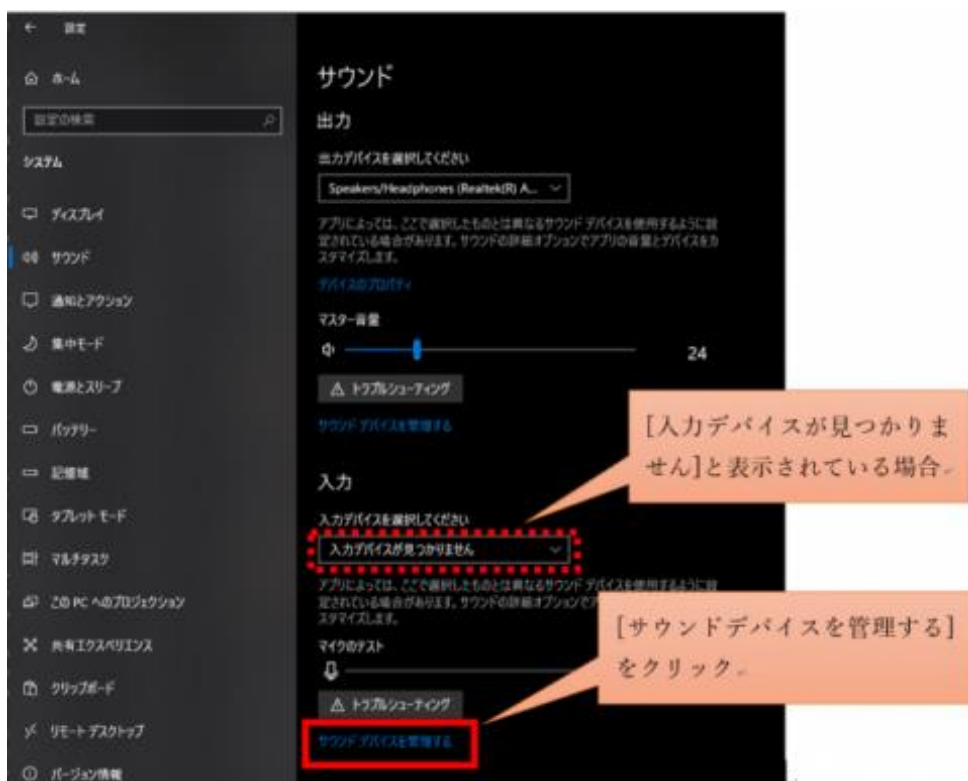 設定
ホーム
設定の検索
システム
ディスプレイ
サウンド
通知とアクション
集中モード
電源とスリープ
バッテリー
記憶域
タブレット モード
マルチタスク
この PC へのプロジェクション
共有エクスペリエンス
クリップボード
リモート デスクトップ
バージョン情報
サウンド
出力
出力デバイスを選択してください
Speakers/Headphones (Realtek(R) A...
アプリによっては、ここで選択したものとは異なるサウンド デバイスを使用するように設
定されている場合があります。サウンドの詳細オプションでアプリの音量とデバイスをカ
スタマイズします。
デバイスのプロパティ
マスター音量
24
トラブルシューティング
サウンド デバイスを管理する
入力
入力デバイスを選択してください
入力デバイスが見つかりません
アプリによっては、ここで選択したものとは異なるサウンド デバイスを使用するように設
定されている場合があります。サウンドの詳細オプションでア
スタマイズします。
マイクのテスト
トラブルシューティング
サウンド デバイスを管理する
[入力デバイスが見つかりま
せん]と表示されている場合
[サウンドデバイスを管理する]
をクリック。